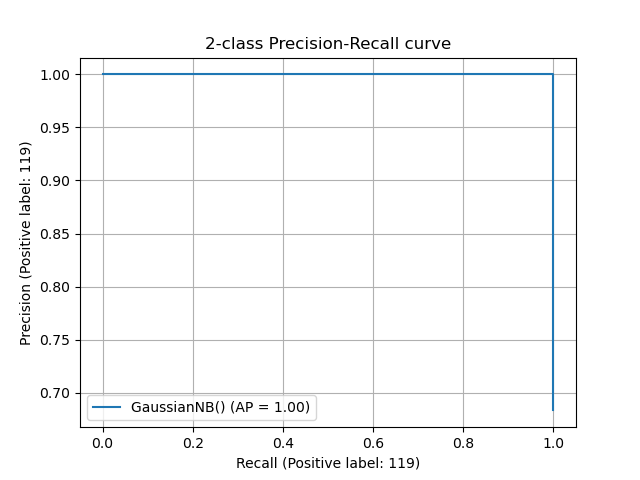 2-class Precision-Recall curve
1.00
0.95
0.90
0.85
0.80
0.75
0.70
Precision (Positive label: 119)
GaussianNB() (AP = 1.00)
0.0 0.2 0.4 0.6 0.8 1.0
Recall (Positive label: 119)